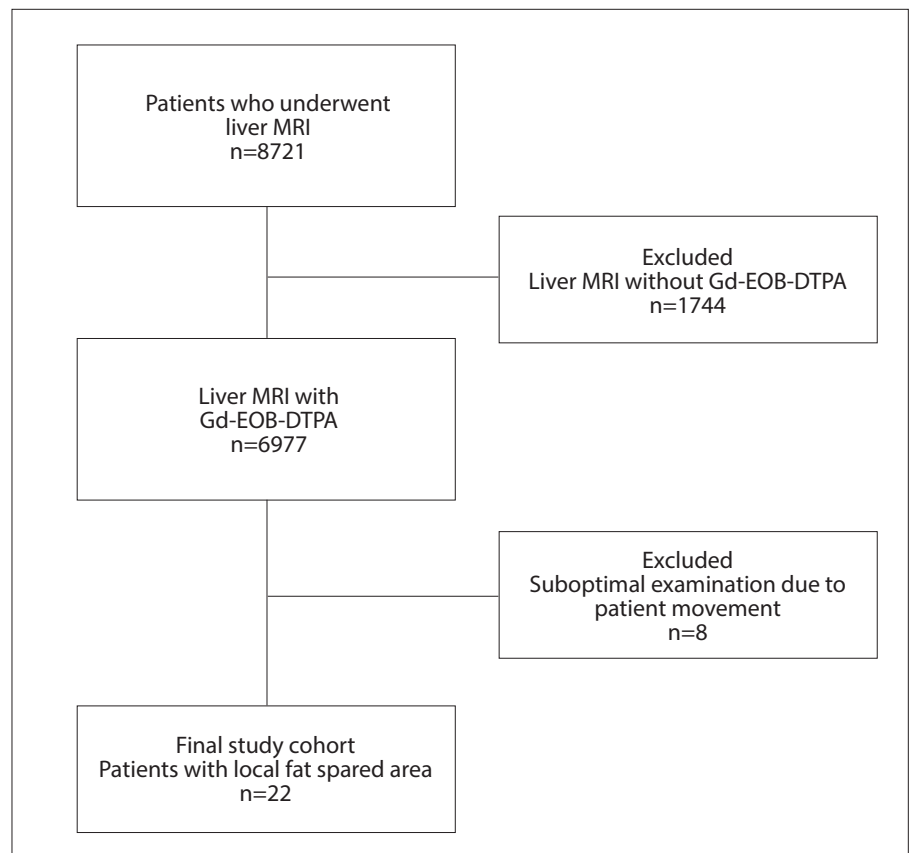 Patients who underwent
liver MRI
n=8721
Excluded
Liver MRI without Gd-EOB-DTPA
n=1744
Liver MRI with
Gd-EOB-DTPA
n=6977
Excluded
Suboptimal examination due to
patient movement
n=8
Final study cohort
Patients with local fat spared area
n=22